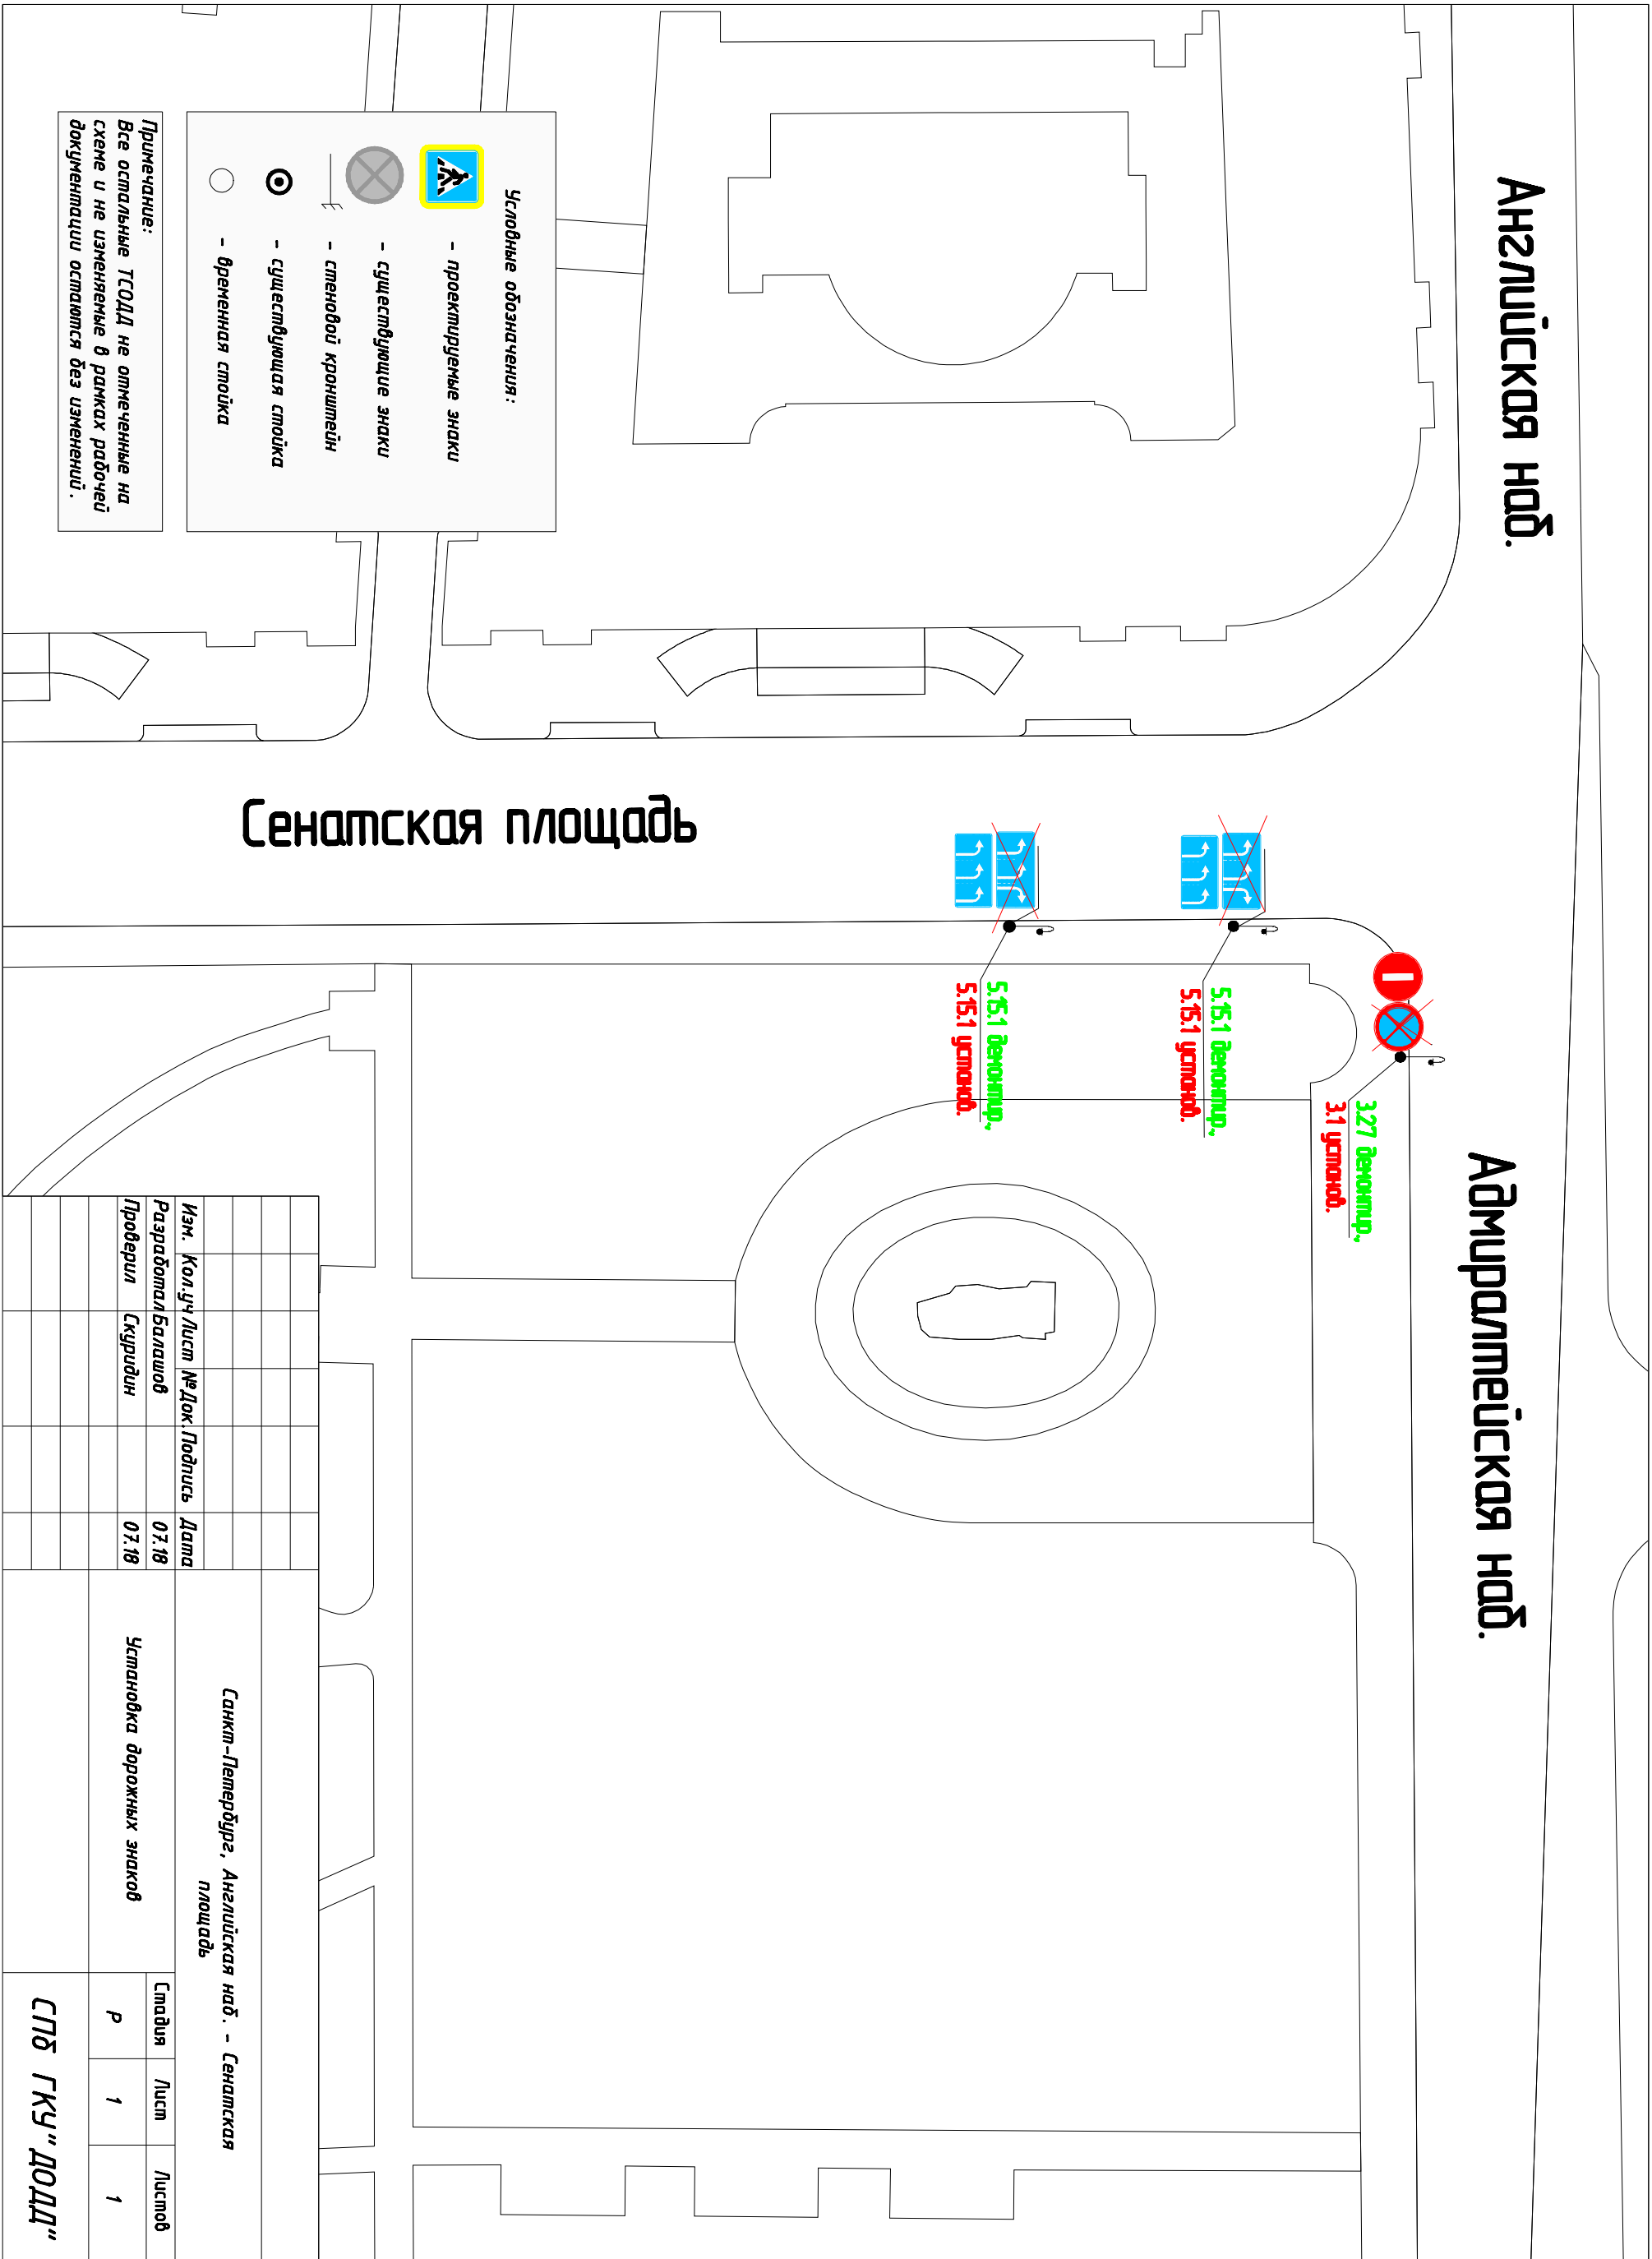 Английская наб.
Адмиралтейская наб.
3.27 демонтир.,
3.1 установ.
5.15.1 демонтир.,
5.15.1 установ.
5.15.1 демонтир.,
5.15.1 установ.
Сенатская площадь
Условные обозначения:
- проектируемые знаки
- существующие знаки
- стеновой кронштейн
- существующая стойка
- временная стойка
Примечание:
Все остальные ТСОДД не отмеченные на
схеме и не изменяемые в рамках рабочей
документации остаются без изменений.
Изм. Кол.уч Лист №Док. Подпись Дата
Разработал Балашов 07.18
Проверил Скуридин 07.18
Санкт-Петербург, Английская наб. - Сенатская
площадь
Установка дорожных знаков
Стадия Лист Листов
Р 1 1
СПб ГКУ"ДОДД"